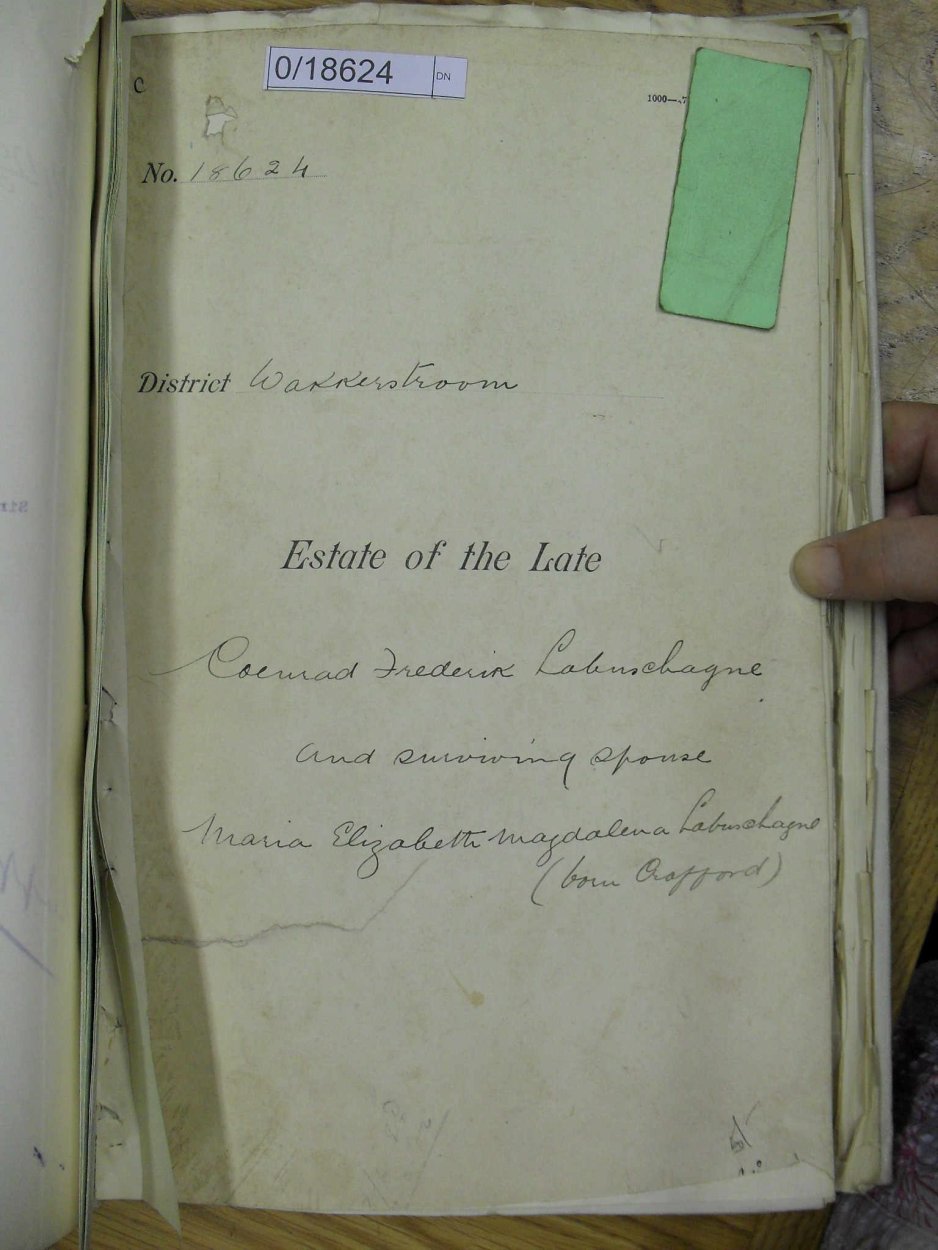 0/18624 DN
C
No. 18624
District Wakkerstroom
Estate of the Late
Coenraad Frederik Labuschagne
and surviving spouse
Maria Elizabeth Magdalena Labuschagne
(born Crafford)